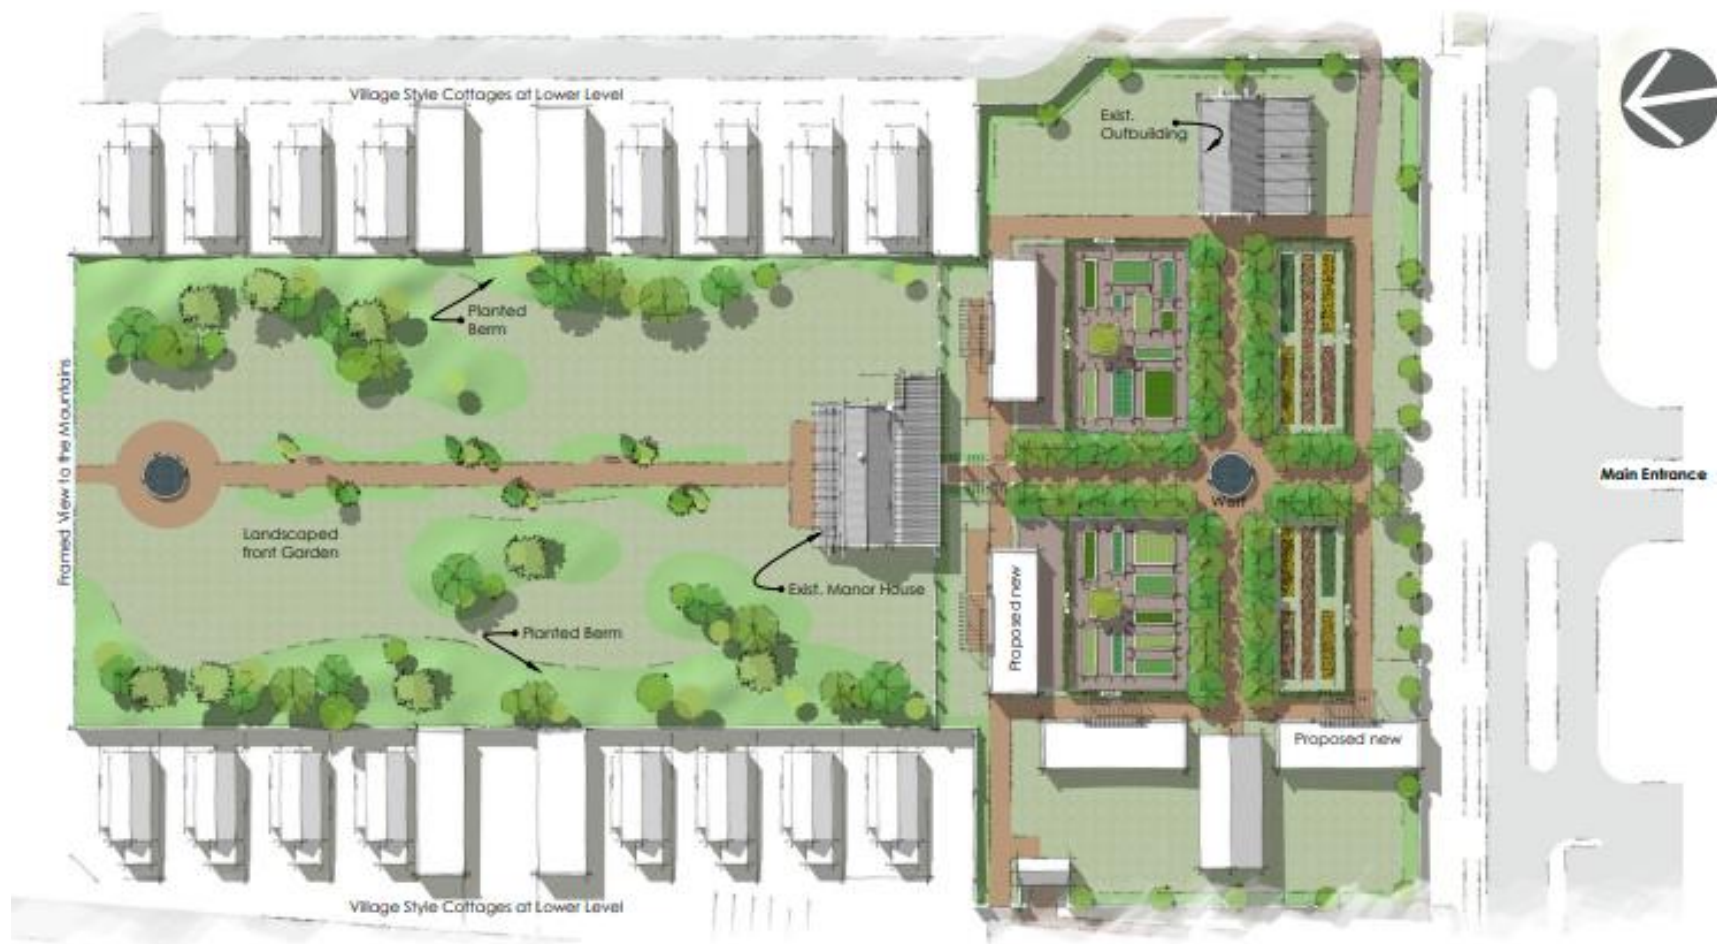 Village Style Cottages at Lower Level
Exist.
Outbuilding
Planted
Berm
Framed View to the Mountains
Main Entrance
Werf
Landscaped
front Garden
Exist. Manor House
Proposed new
Planted Berm
Proposed new
Village Style Cottages at Lower Level